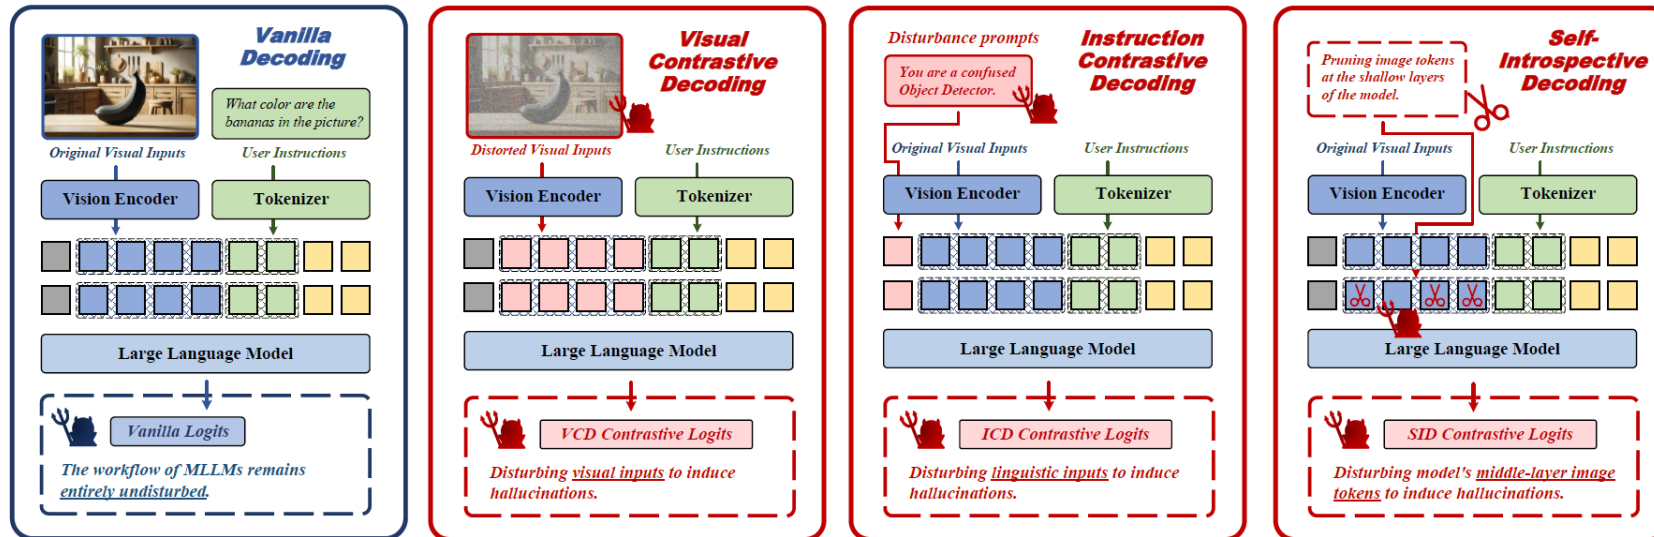 Vanilla
Decoding
What color are the
bananas in the picture?
Original Visual Inputs
User Instructions
Vision Encoder
Tokenizer
Large Language Model
Vanilla Logits
The workflow of MLLMs remains
entirely undisturbed.
Visual
Contrastive
Decoding
Distorted Visual Inputs
User Instructions
Vision Encoder
Tokenizer
Large Language Model
VCD Contrastive Logits
Disturbing visual inputs to induce
hallucinations.
Disturbance prompts
Instruction
Contrastive
Decoding
You are a confused
Object Detector.
Original Visual Inputs
User Instructions
Vision Encoder
Tokenizer
Large Language Model
ICD Contrastive Logits
Disturbing linguistic inputs to induce
hallucinations.
Self-
Introspective
Decoding
Pruning image tokens
at the shallow layers
of the model.
Original Visual Inputs
User Instructions
Vision Encoder
Tokenizer
Large Language Model
SID Contrastive Logits
Disturbing model's middle-layer image
tokens to induce hallucinations.